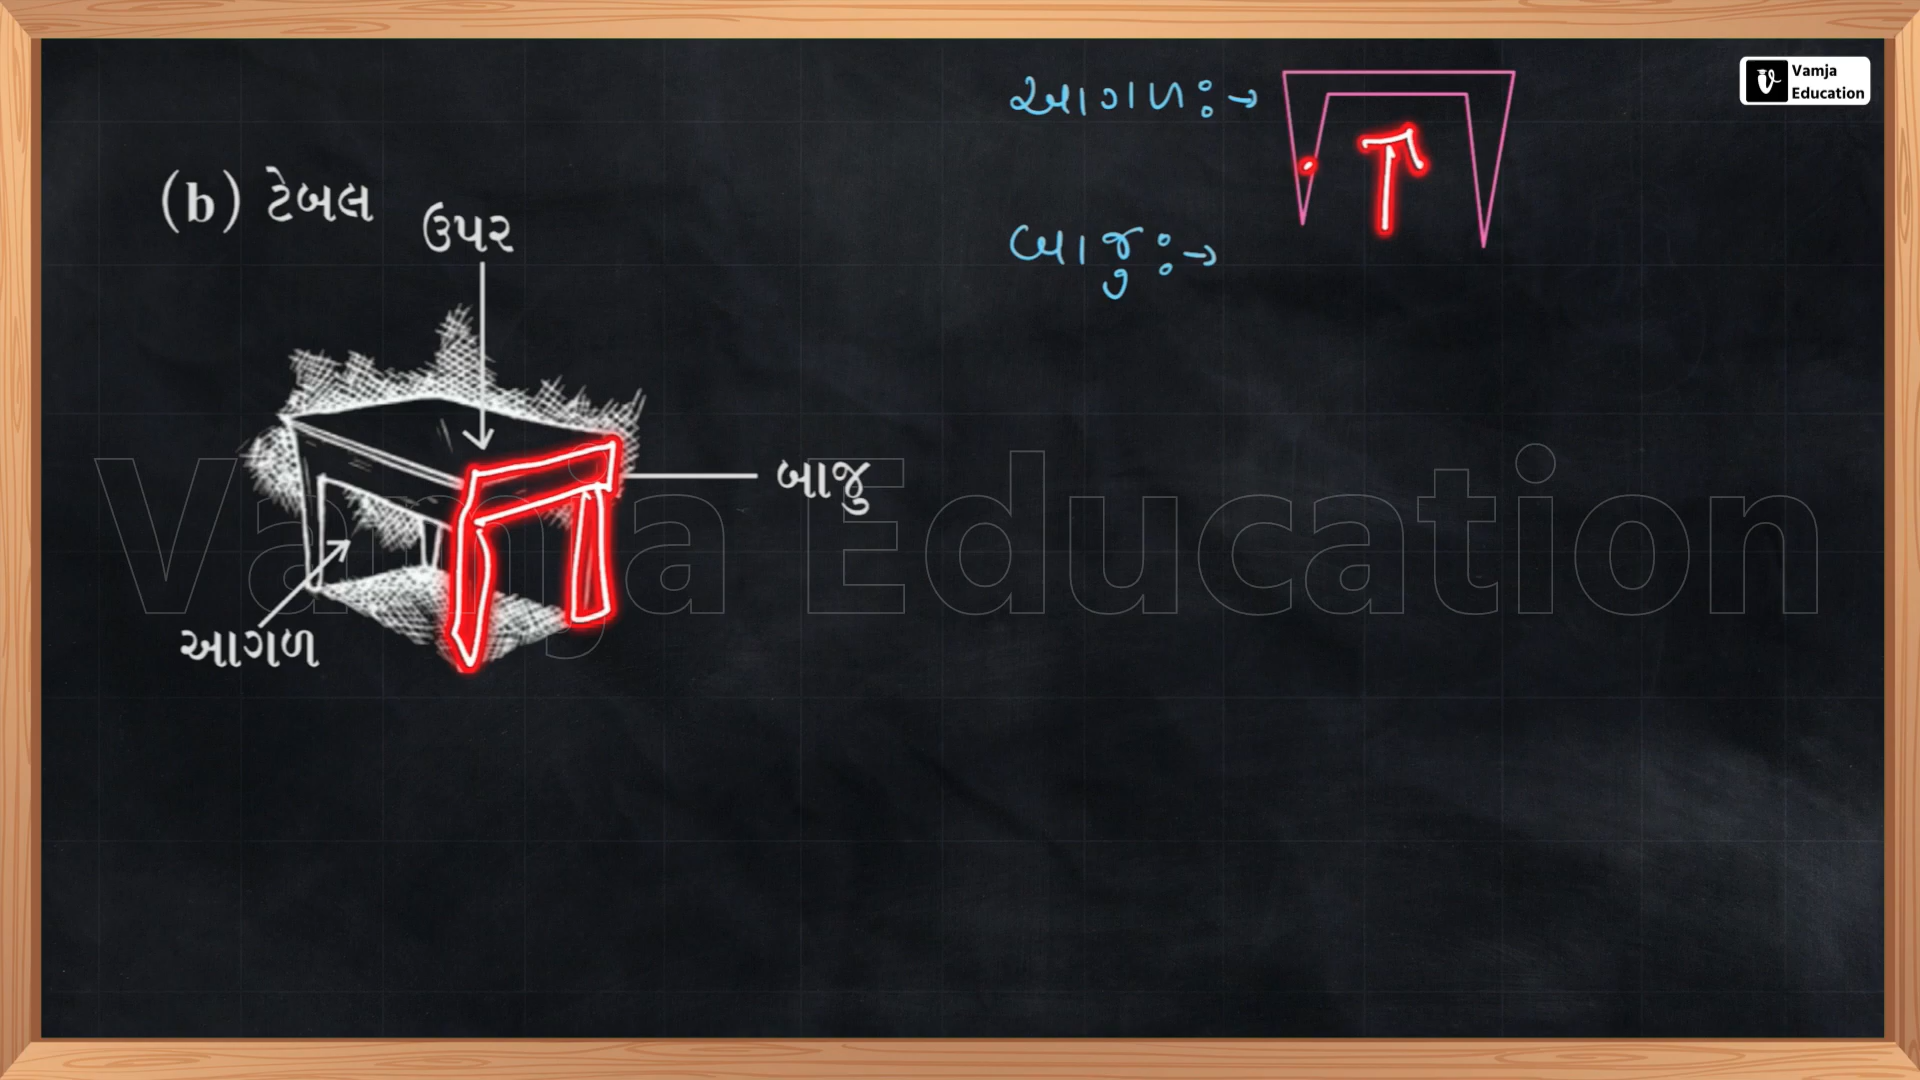 Vamja
Education
આગળ:→
(b) ટેબલ
ઉપર
બાજુ:→
બાજુ
Vamja Education
આગળ